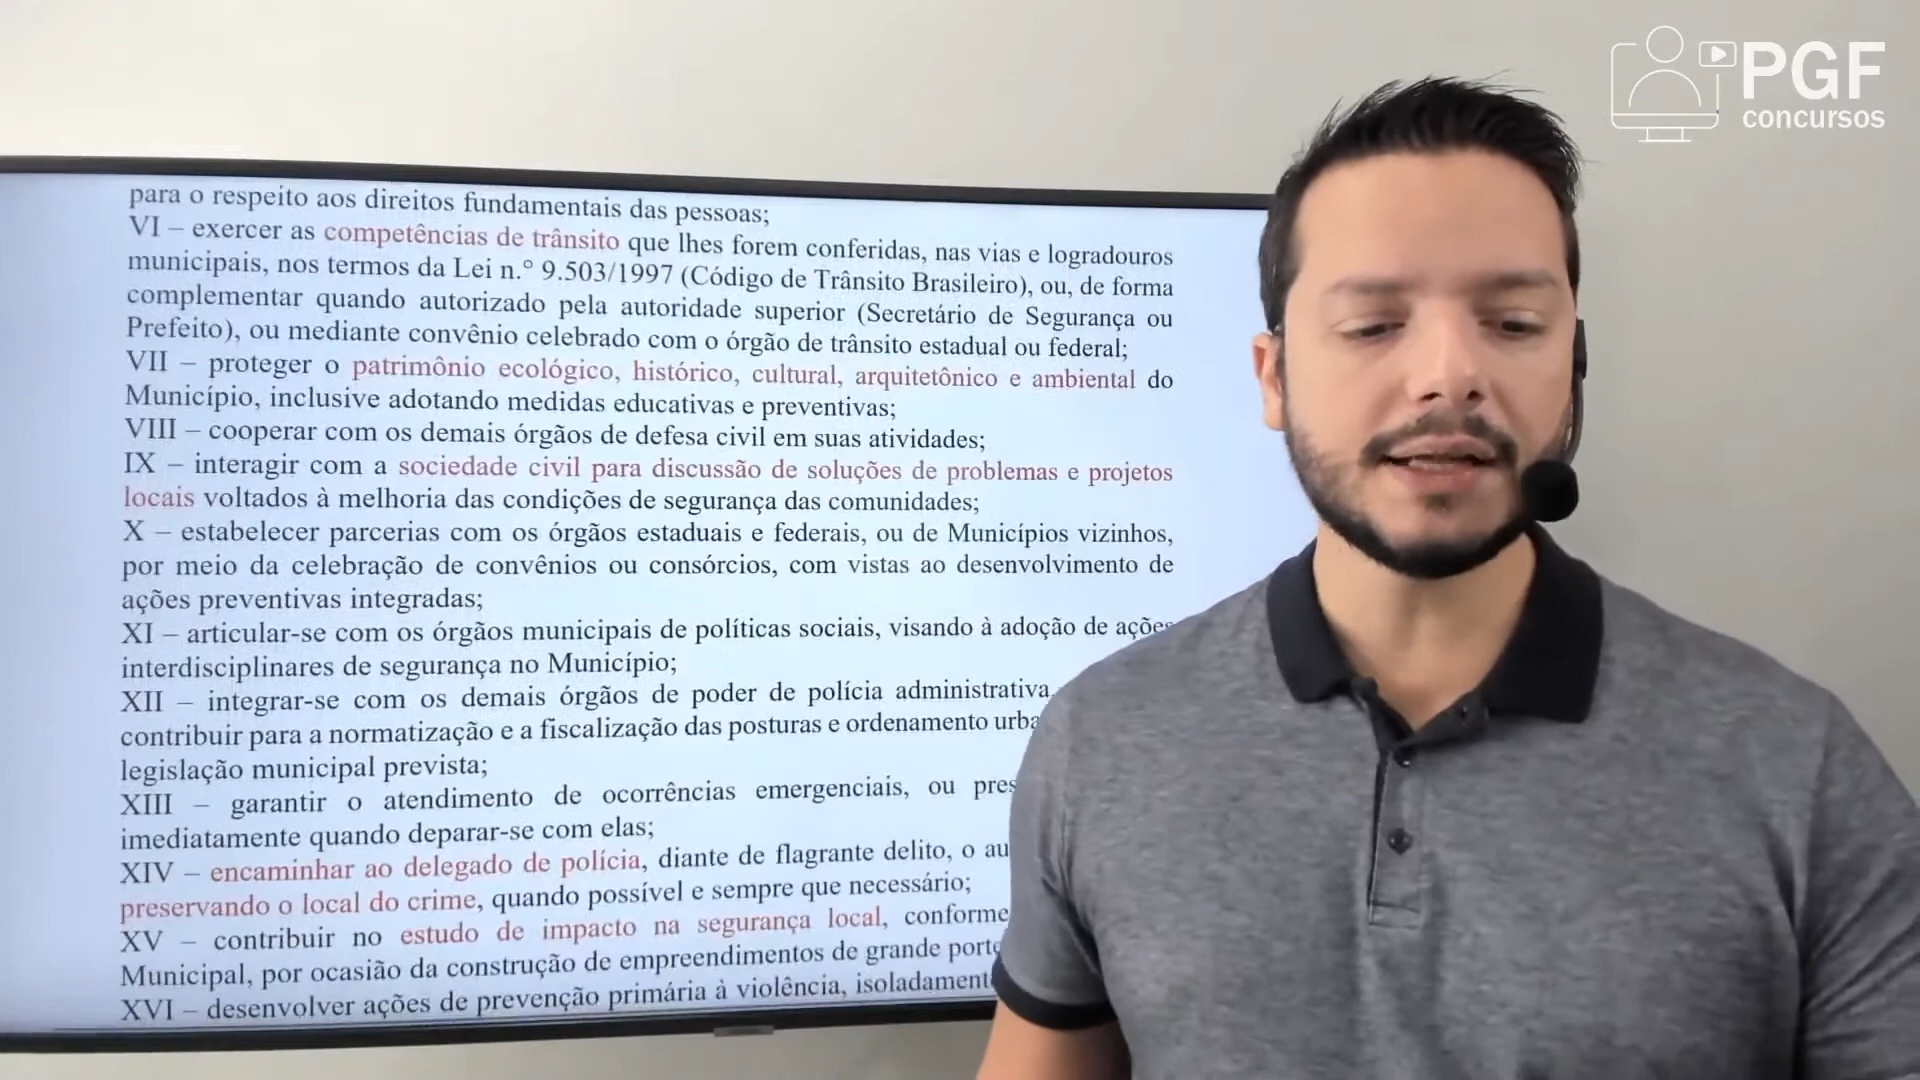 PGF
concursos
para o respeito aos direitos fundamentais das pessoas;
VI – exercer as competências de trânsito que lhes forem conferidas, nas vias e logradouros
municipais, nos termos da Lei n.° 9.503/1997 (Código de Trânsito Brasileiro), ou, de forma
complementar quando autorizado pela autoridade superior (Secretário de Segurança ou
Prefeito), ou mediante convênio celebrado com o órgão de trânsito estadual ou federal;
VII – proteger o patrimônio ecológico, histórico, cultural, arquitetônico e ambiental do
Município, inclusive adotando medidas educativas e preventivas;
VIII – cooperar com os demais órgãos de defesa civil em suas atividades;
IX – interagir com a sociedade civil para discussão de soluções de problemas e projetos
locais voltados à melhoria das condições de segurança das comunidades;
X – estabelecer parcerias com os órgãos estaduais e federais, ou de Municípios vizinhos,
por meio da celebração de convênios ou consórcios, com vistas ao desenvolvimento de
ações preventivas integradas;
XI – articular-se com os órgãos municipais de políticas sociais, visando à adoção de ações
interdisciplinares de segurança no Município;
XII – integrar-se com os demais órgãos de poder de polícia administrativa,
contribuir para a normatização e a fiscalização das posturas e ordenamento urba
legislação municipal prevista;
XIII – garantir o atendimento de ocorrências emergenciais, ou pres
imediatamente quando deparar-se com elas;
XIV – encaminhar ao delegado de polícia, diante de flagrante delito, o au
preservando o local do crime, quando possível e sempre que necessário;
XV – contribuir no estudo de impacto na segurança local, conforme
Municipal, por ocasião da construção de empreendimentos de grande porte
XVI – desenvolver ações de prevenção primária à violência, isoladament